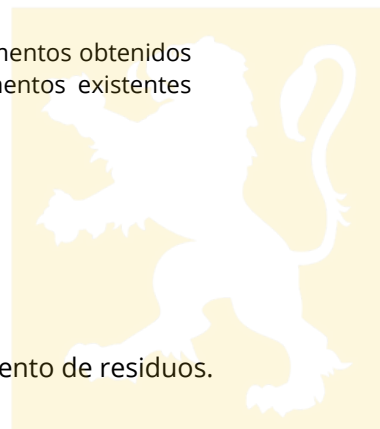 mentos obtenidos
mentos existentes
ento de residuos.